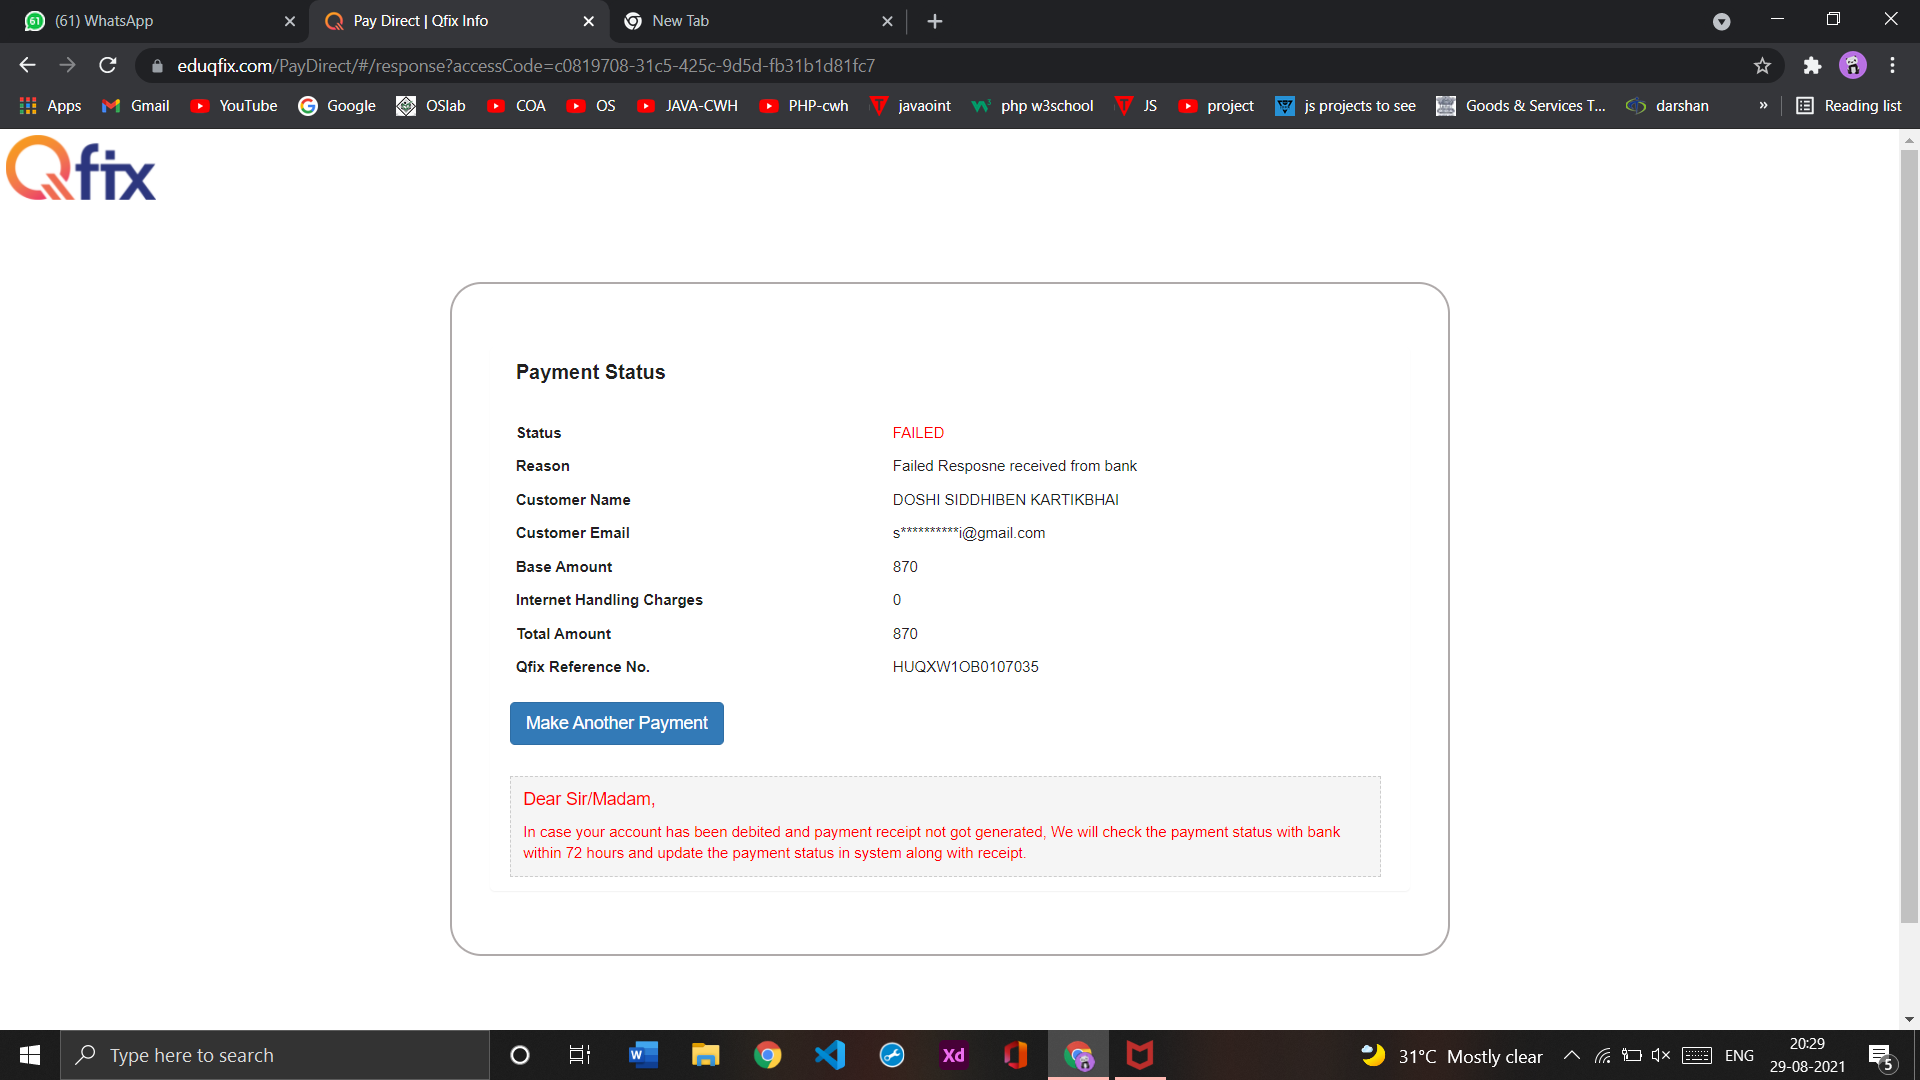 (61) WhatsApp
Pay Direct | Qfix Info
New Tab
eduqfix.com/PayDirect/#/response?accessCode=c0819708-31c5-425c-9d5d-fb31b1d81fc7
Apps Gmail YouTube Google OSlab COA OS JAVA-CWH PHP-cwh javaoint php w3school JS project js projects to see Goods & Services T... darshan » Reading list
Qfix
Payment Status
Status FAILED
Reason Failed Resposne received from bank
Customer Name DOSHI SIDDHIBEN KARTIKBHAI
Customer Email s**********i@gmail.com
Base Amount 870
Internet Handling Charges 0
Total Amount 870
Qfix Reference No. HUQXW1OB0107035
Make Another Payment
Dear Sir/Madam,
In case your account has been debited and payment receipt not got generated, We will check the payment status with bank
within 72 hours and update the payment status in system along with receipt.
Type here to search
31°C Mostly clear
ENG
20:29
29-08-2021
5